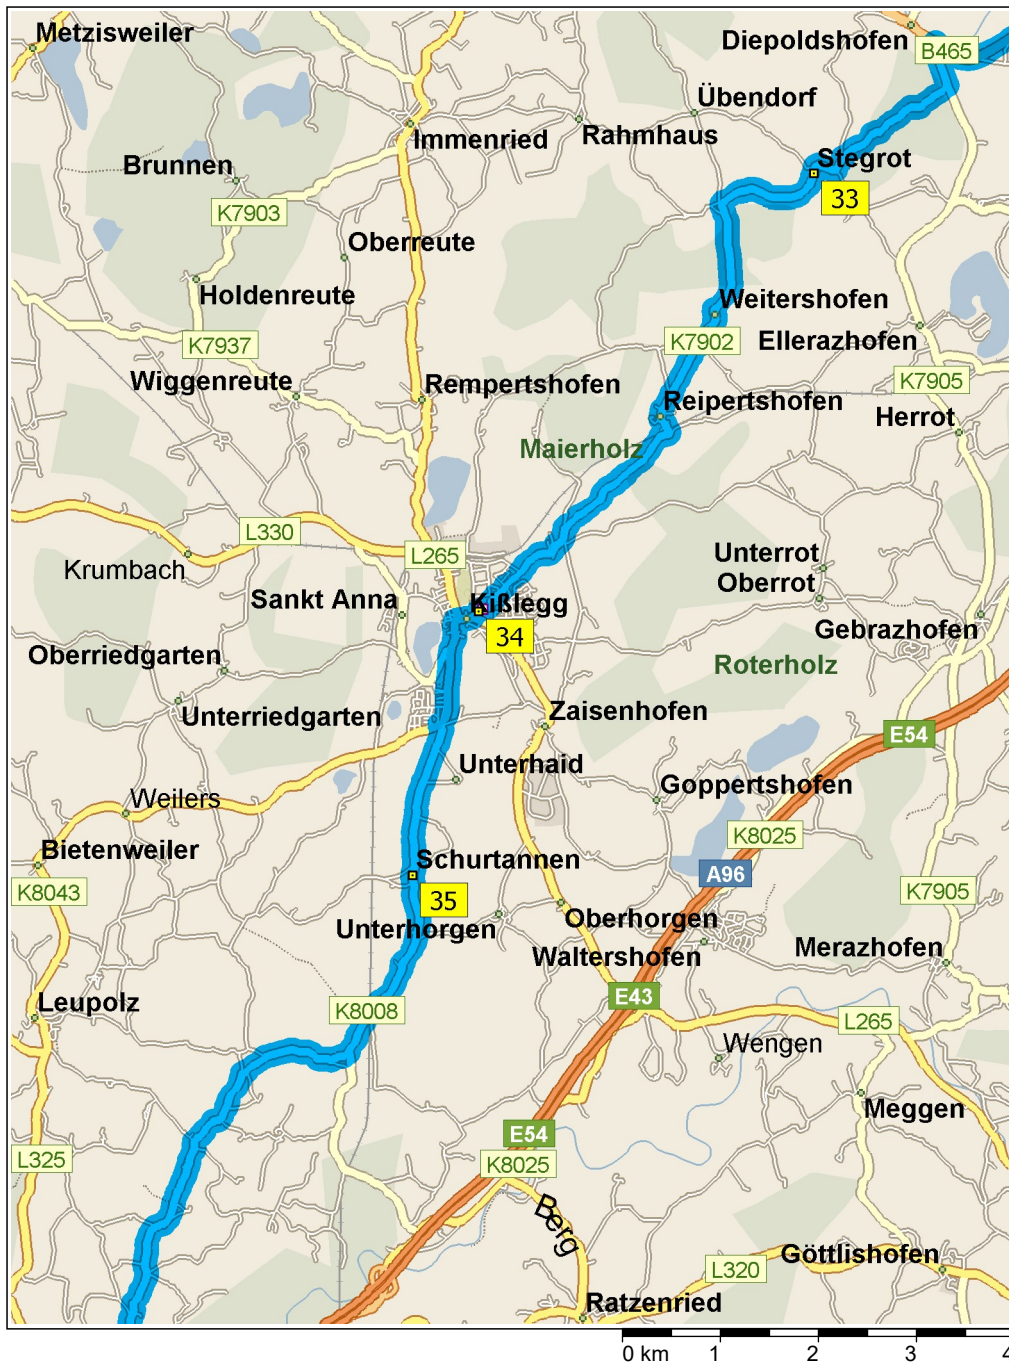 Metzisweiler
Diepoldshofen
B465
Übendorf
Immenried
Rahmhaus
Stegrot
Brunnen
33
K7903
Oberreute
Holdenreute
Weitershofen
K7902
Ellerazhofen
K7937
Wiggenreute
Rempertshofen
K7905
Reipertshofen
Herrot
Maierholz
L330
L265
Unterrot
Krumbach
Oberrot
Sankt Anna
Kißlegg
34
Gebrazhofen
Oberriedgarten
Roterholz
Unterriedgarten
Zaisenhofen
E54
Unterhaid
Goppertshofen
Weilers
K8025
Bietenweiler
Schurtannen
A96
K8043
35
K7905
Oberhorgen
Unterhorgen
Waltershofen
Merazhofen
E43
Leupolz
K8008
L265
Wengen
Meggen
E54
L325
K8025
Berg
Göttlishofen
L320
Ratzenried
0 km 1 2 3 4